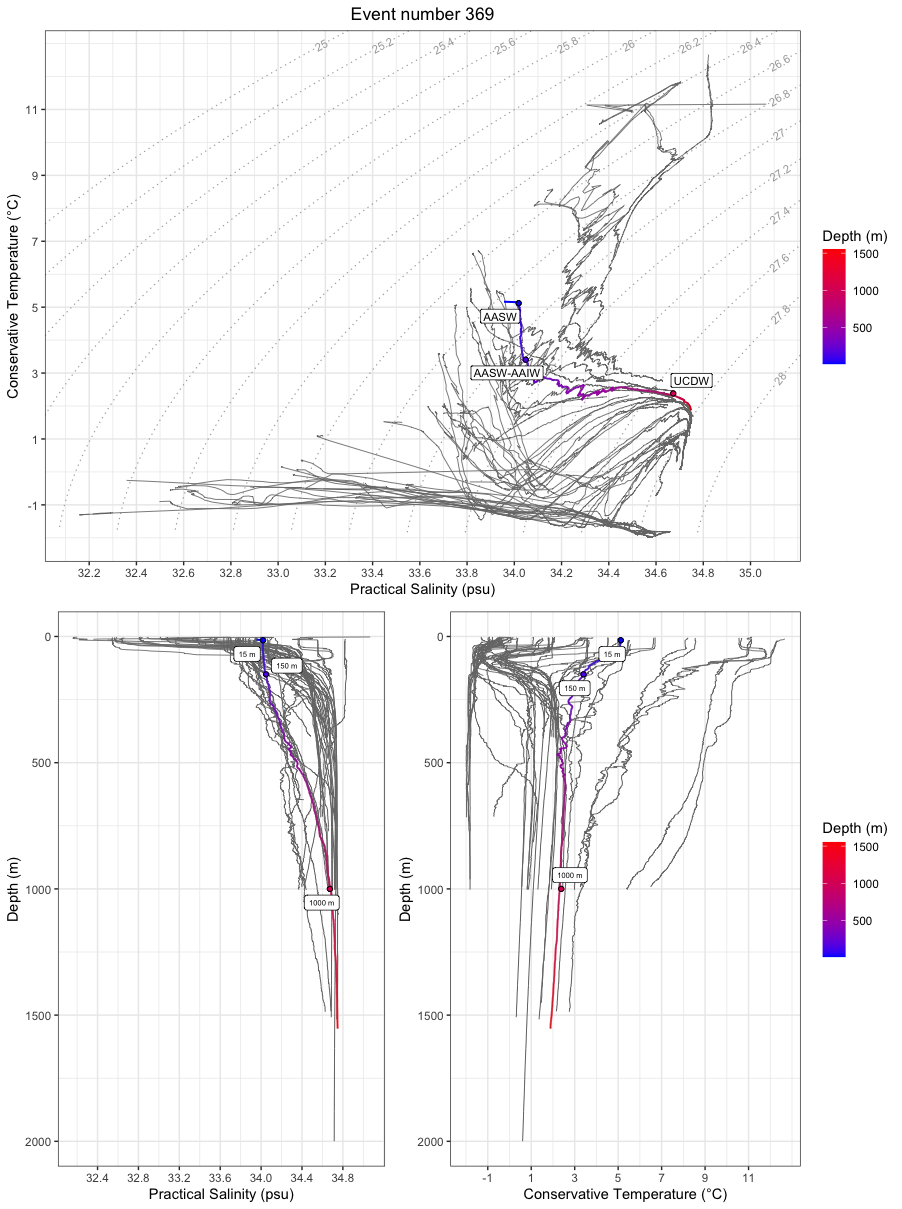 Event number 369
25
25.2
25.4
25.6
25.8
26
26.2
26.4
26.6
26.8
27
27.2
27.4
27.6
27.8
28
11
9
7
5
3
1
-1
Conservative Temperature (°C)
AASW
AASW-AAIW
UCDW
32.2 32.4 32.6 32.8 33.0 33.2 33.4 33.6 33.8 34.0 34.2 34.4 34.6 34.8 35.0
Practical Salinity (psu)
Depth (m)
1500
1000
500
0
500
1000
1500
2000
Depth (m)
15 m
150 m
1000 m
32.4 32.8 33.2 33.6 34.0 34.4 34.8
Practical Salinity (psu)
0
500
1000
1500
2000
Depth (m)
15 m
150 m
1000 m
-1 1 3 5 7 9 11
Conservative Temperature (°C)
Depth (m)
1500
1000
500